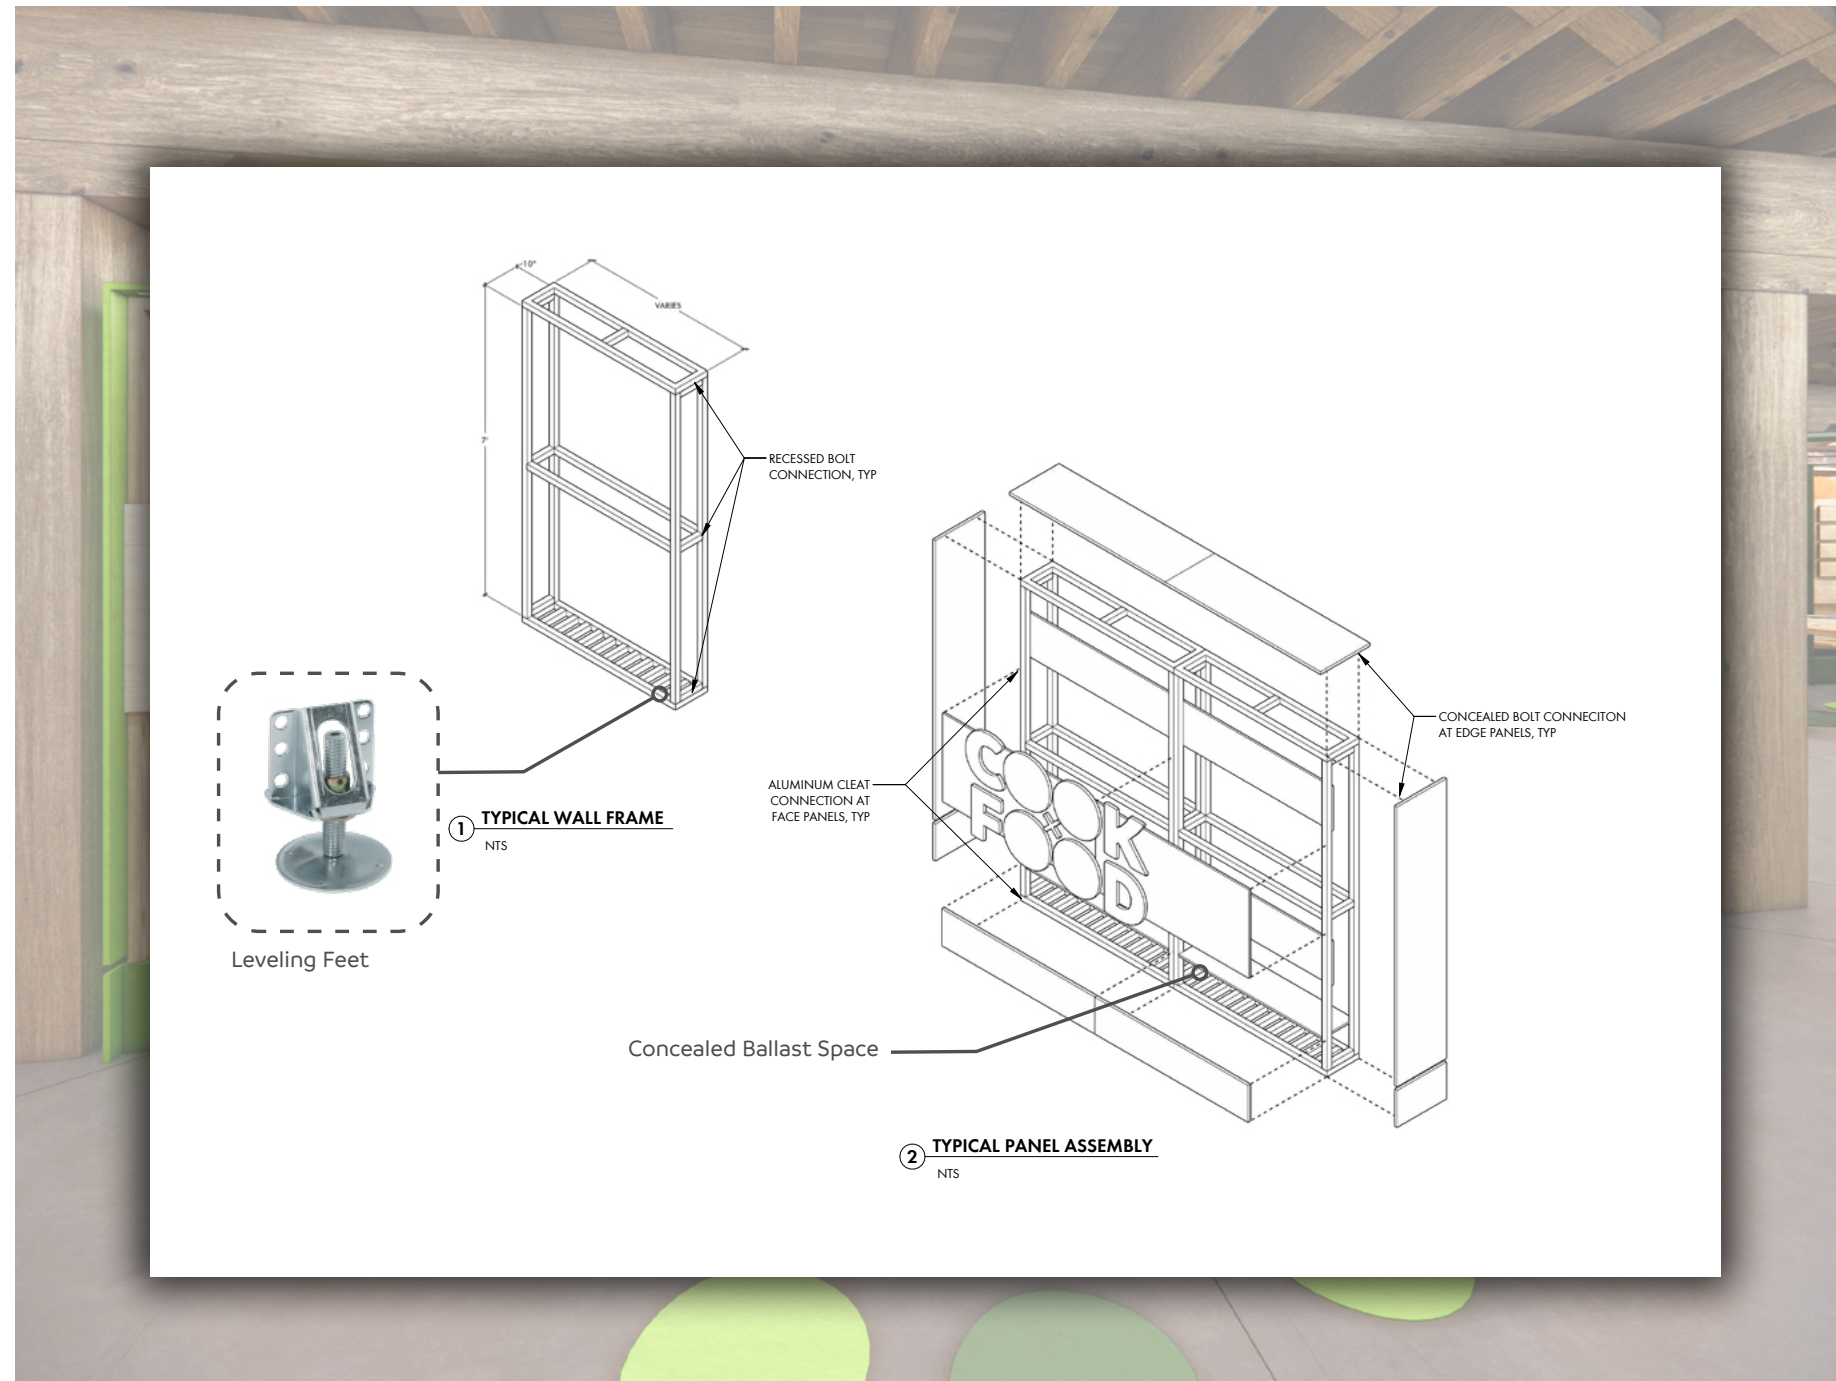 10"
VARIES
7'
RECESSED BOLT
CONNECTION, TYP
1 TYPICAL WALL FRAME
NTS
Leveling Feet
CONCEALED BOLT CONNECITON
AT EDGE PANELS, TYP
ALUMINUM CLEAT
CONNECTION AT
FACE PANELS, TYP
COOK
FOOD
Concealed Ballast Space
2 TYPICAL PANEL ASSEMBLY
NTS